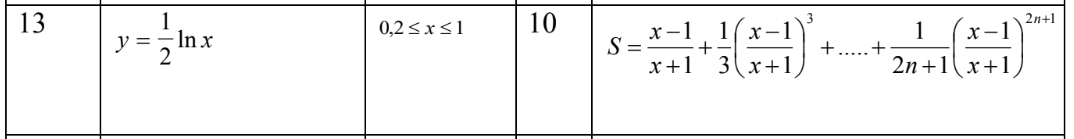 13
y = 1/2 ln x
0,2 ≤ x ≤ 1
10
S = (x−1)/(x+1) + 1/3((x−1)/(x+1))^3 + ..... + 1/(2n+1)((x−1)/(x+1))^(2n+1)